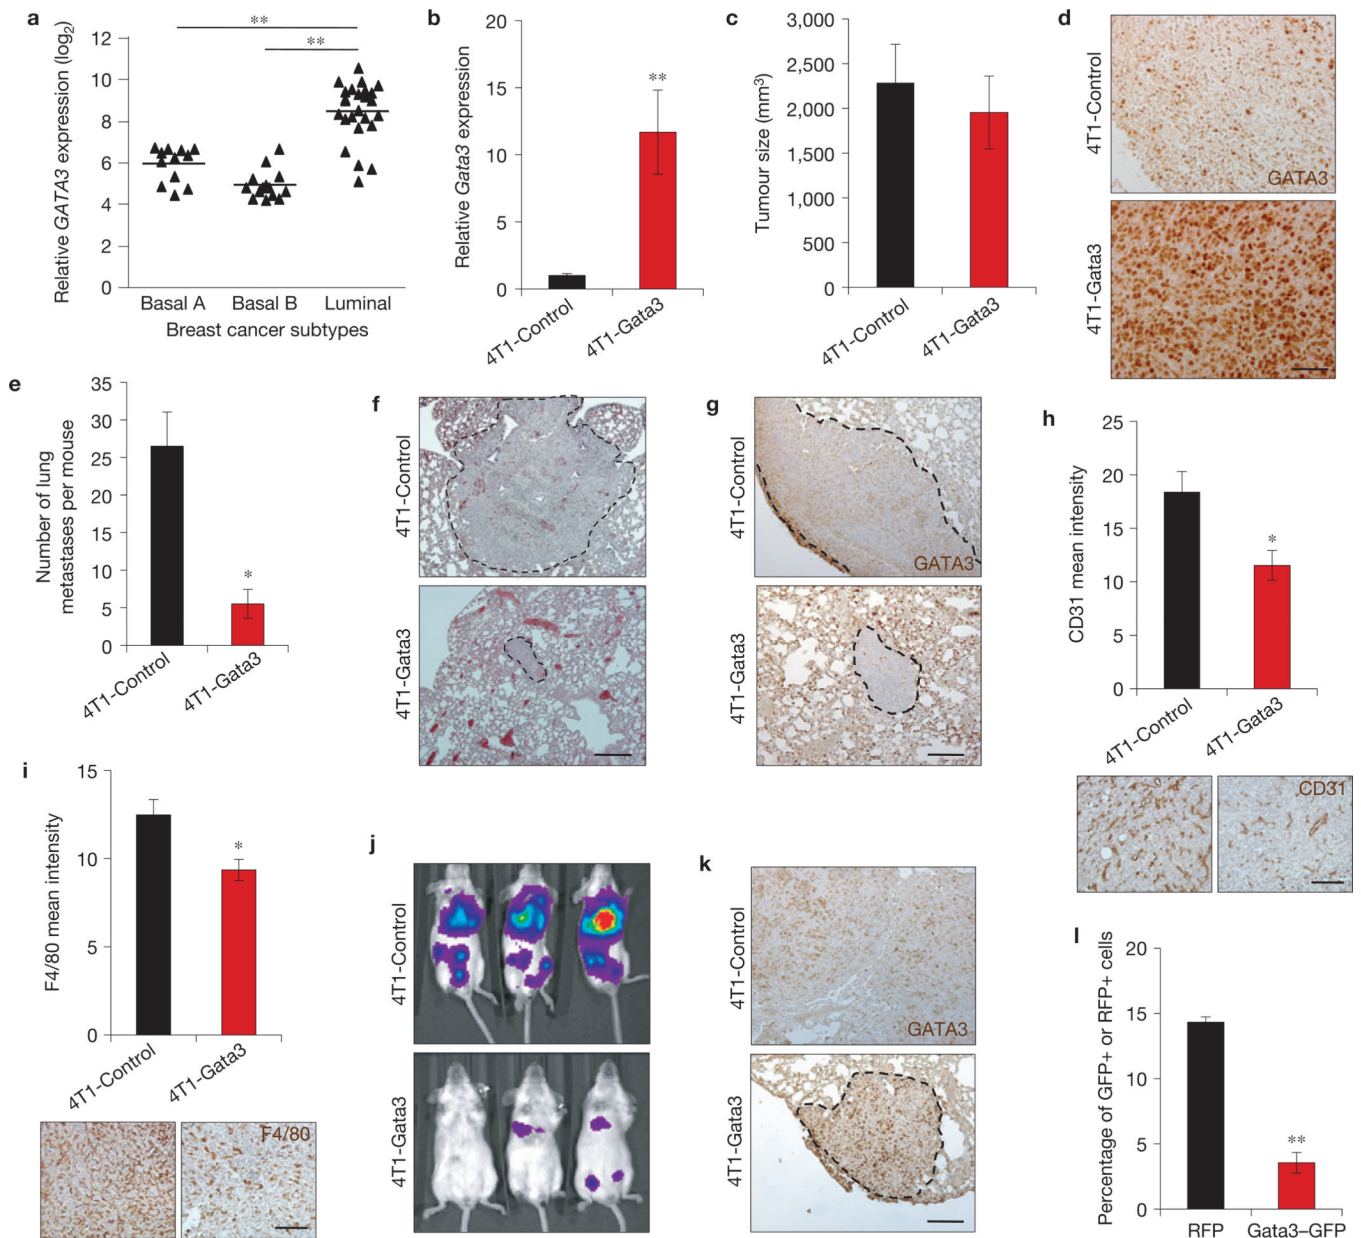 a
Relative GATA3 expression (log2)
12
10
8
6
4
2
0
**
**
Basal A Basal B Luminal
Breast cancer subtypes
b
Relative Gata3 expression
20
15
10
5
0
**
4T1-Control
4T1-Gata3
c
Tumour size (mm3)
3,000
2,500
2,000
1,500
1,000
500
0
4T1-Control
4T1-Gata3
d
4T1-Control
GATA3
4T1-Gata3
e
Number of lung
metastases per mouse
35
30
25
20
15
10
5
0
*
4T1-Control
4T1-Gata3
f
4T1-Control
4T1-Gata3
g
4T1-Control
GATA3
4T1-Gata3
h
CD31 mean intensity
25
20
15
10
5
0
*
4T1-Control
4T1-Gata3
CD31
i
F4/80 mean intensity
15
10
5
0
*
4T1-Control
4T1-Gata3
F4/80
j
4T1-Control
4T1-Gata3
k
4T1-Control
GATA3
4T1-Gata3
l
Percentage of GFP+ or RFP+ cells
20
15
10
5
0
**
RFP Gata3–GFP